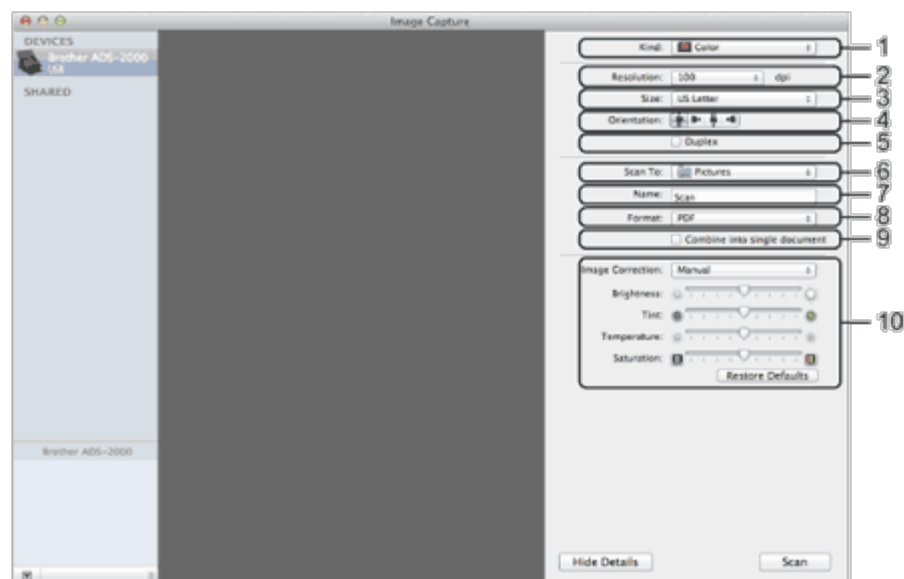 Image Capture
DEVICES
Brother ADS-2000
USB
SHARED
Brother ADS-2000
Kind: Color 1
Resolution: 100 dpi 2
Size: US Letter 3
Orientation: 4
Duplex 5
Scan To: Pictures 6
Name: Scan 7
Format: PDF 8
Combine into single document 9
Image Correction: Manual
Brightness:
Tint: 10
Temperature:
Saturation:
Restore Defaults
Hide Details Scan